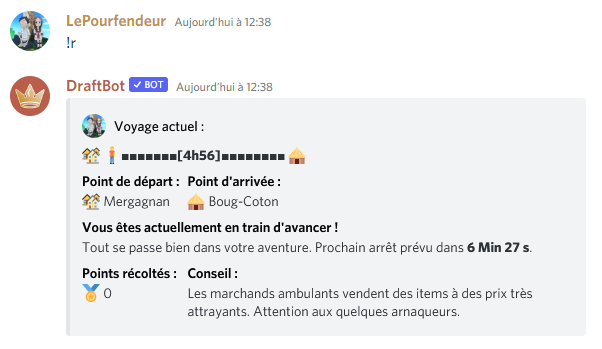 LePourfendeur Aujourd'hui à 12:38
!r
DraftBot ✓ BOT Aujourd'hui à 12:38
Voyage actuel :
🏘️ 🧍 ▪▪▪▪▪▪▪[4h56]▪▪▪▪▪▪▪▪ 🛖
Point de départ : Point d'arrivée :
🏘️ Mergagnan 🛖 Boug-Coton
Vous êtes actuellement en train d'avancer !
Tout se passe bien dans votre aventure. Prochain arrêt prévu dans 6 Min 27 s.
Points récoltés : Conseil :
🏅 0 Les marchands ambulants vendent des items à des prix très
attrayants. Attention aux quelques arnaqueurs.